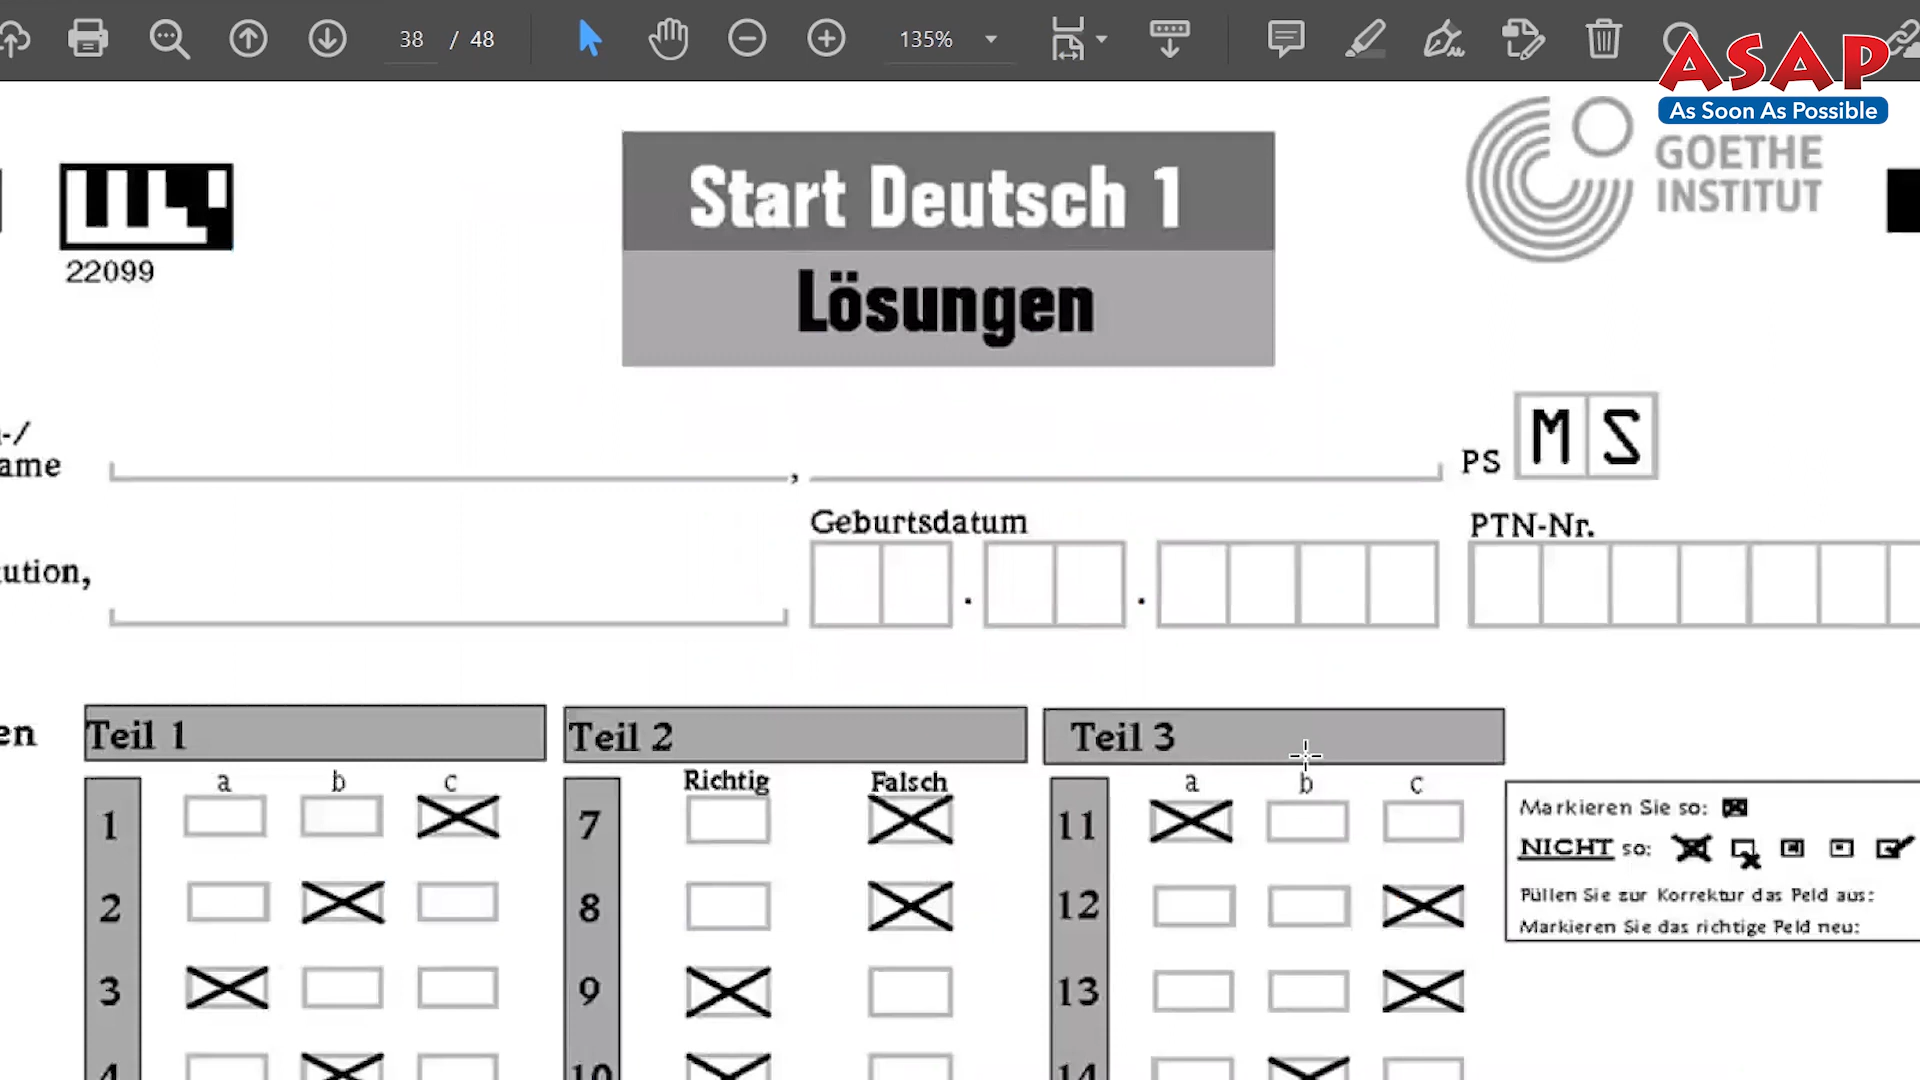 38 / 48
135%
ASAP
As Soon As Possible
GOETHE
INSTITUT
Start Deutsch 1
Lösungen
22099
ame
PS M S
Geburtsdatum
PTN-Nr.
ution,
en
Teil 1
a b c
1
2
3
4
Teil 2
Richtig Falsch
7
8
9
10
Teil 3
a b c
11
12
13
14
Markieren Sie so:
NICHT so:
Füllen Sie zur Korrektur das Feld aus:
Markieren Sie das richtige Feld neu: